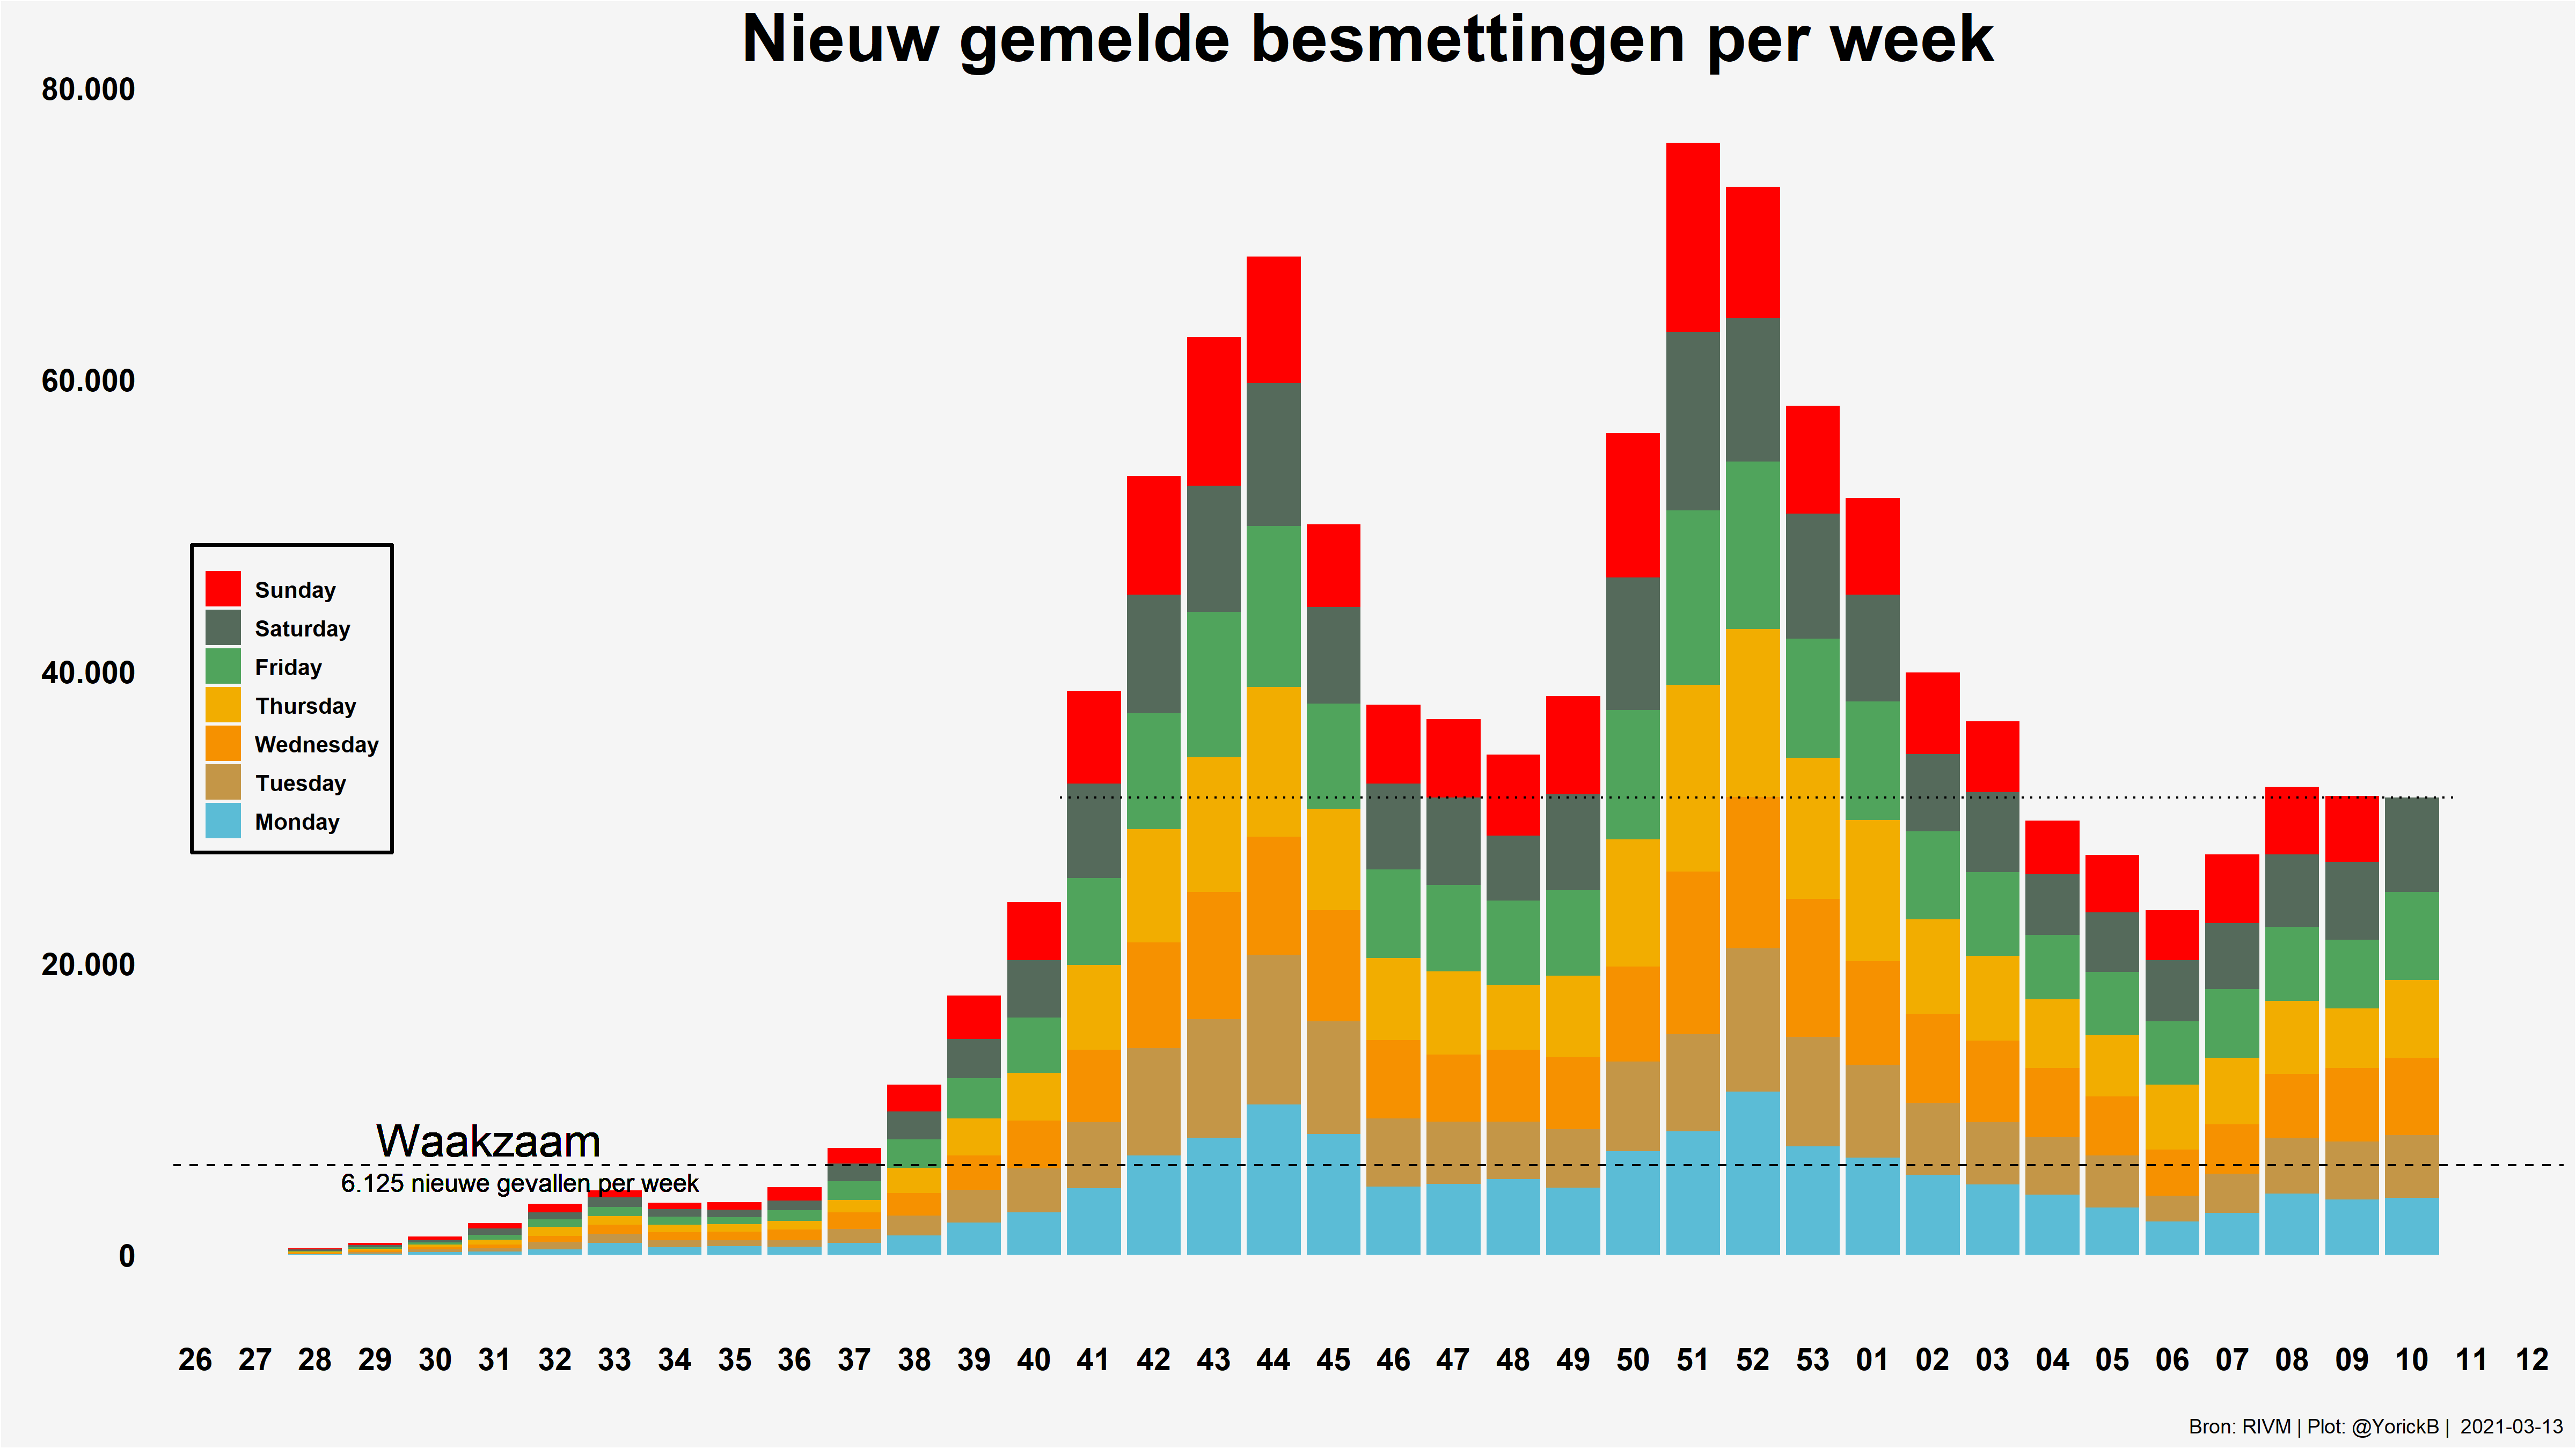 Nieuw gemelde besmettingen per week
80.000
60.000
40.000
20.000
0
Sunday
Saturday
Friday
Thursday
Wednesday
Tuesday
Monday
Waakzaam
6.125 nieuwe gevallen per week
26 27 28 29 30 31 32 33 34 35 36 37 38 39 40 41 42 43 44 45 46 47 48 49 50 51 52 53 01 02 03 04 05 06 07 08 09 10 11 12
Bron: RIVM | Plot: @YorickB | 2021-03-13